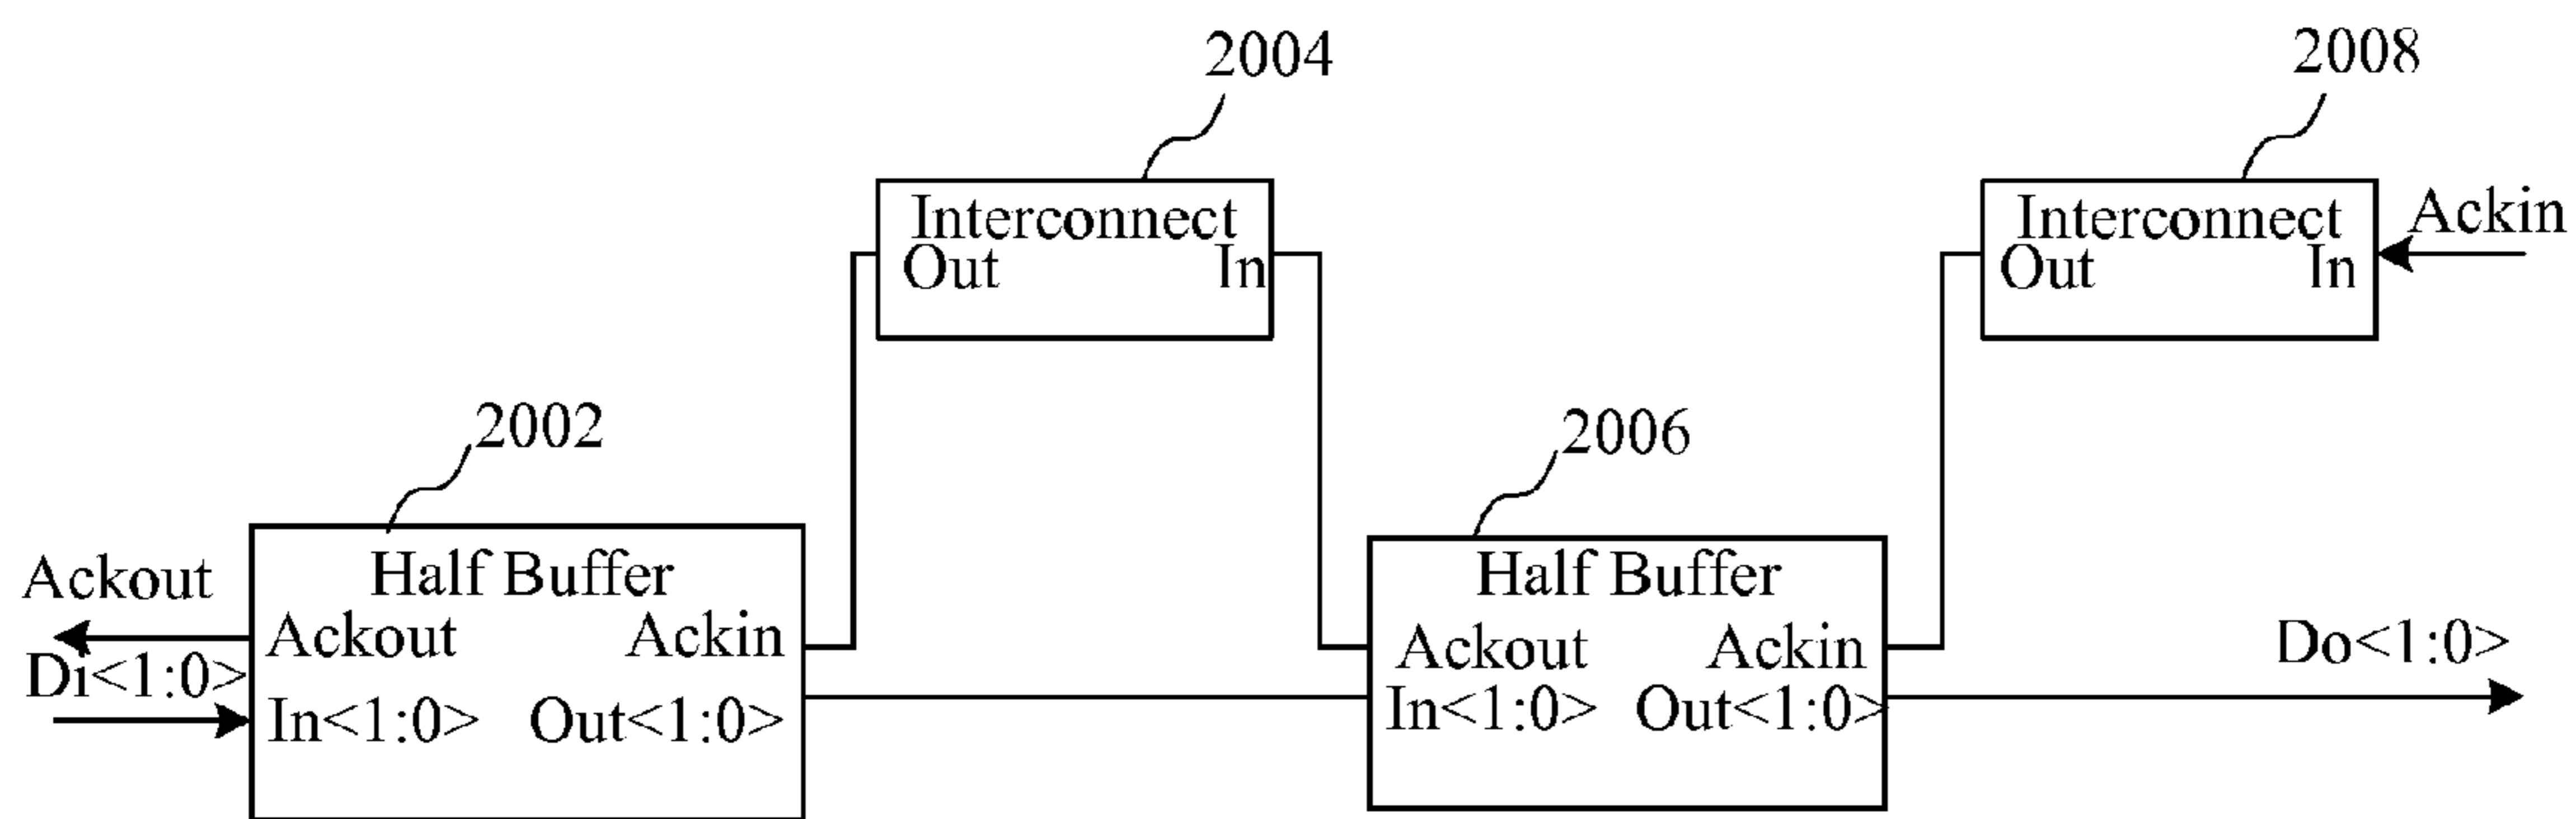 2004
2008
Interconnect
Out In
Interconnect
Out In
Ackin
2002
2006
Ackout
Di<1:0>
Half Buffer
Ackout Ackin
In<1:0> Out<1:0>
Half Buffer
Ackout Ackin
In<1:0> Out<1:0>
Do<1:0>